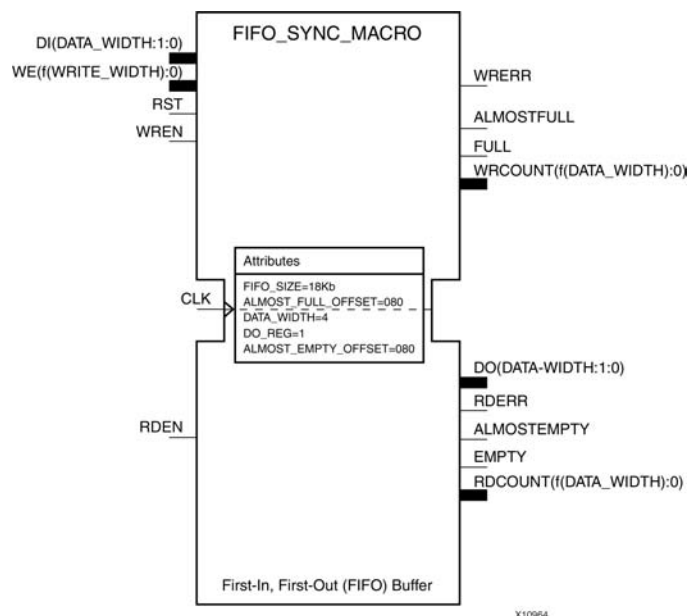 FIFO_SYNC_MACRO
DI(DATA_WIDTH:1:0)
WE(f(WRITE_WIDTH):0)
RST
WREN
WRERR
ALMOSTFULL
FULL
WRCOUNT(f(DATA_WIDTH):0)
Attributes
FIFO_SIZE=18Kb
ALMOST_FULL_OFFSET=080
DATA_WIDTH=4
DO_REG=1
ALMOST_EMPTY_OFFSET=080
CLK
RDEN
DO(DATA-WIDTH:1:0)
RDERR
ALMOSTEMPTY
EMPTY
RDCOUNT(f(DATA_WIDTH):0)
First-In, First-Out (FIFO) Buffer
X10964